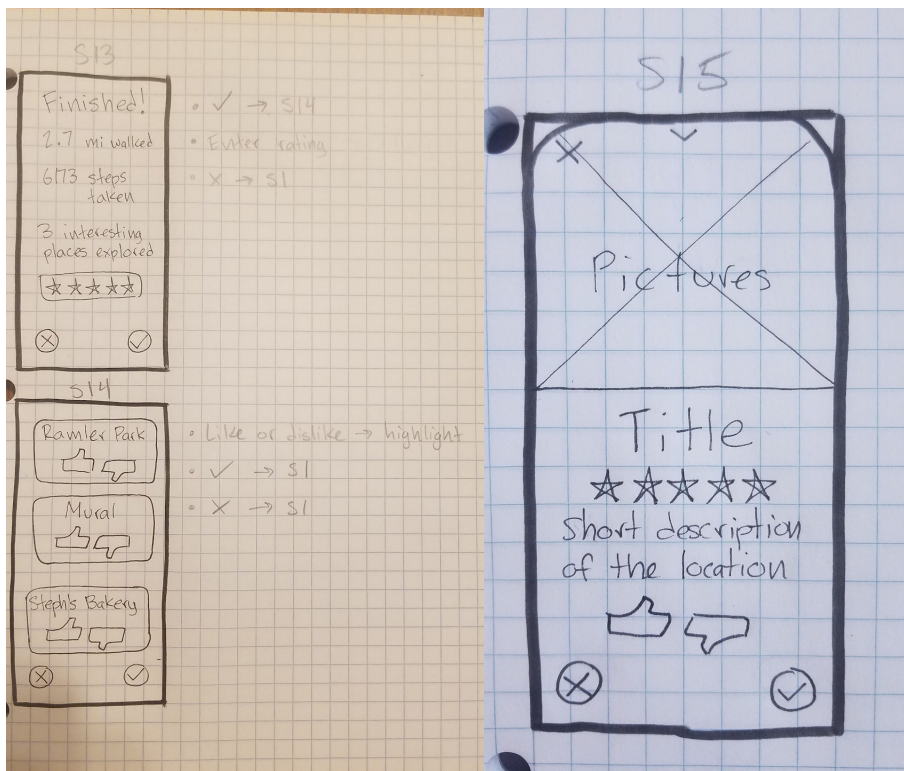 S13
Finished!
2.7 mi walked
6173 steps
taken
3 interesting
places explored
• ✓ → S14
• Enter rating
• × → S1
S14
Ramler Park
Mural
Steph's Bakery
• Like or dislike → highlight
• ✓ → S1
• × → S1
S15
Pictures
Title
short description
of the location